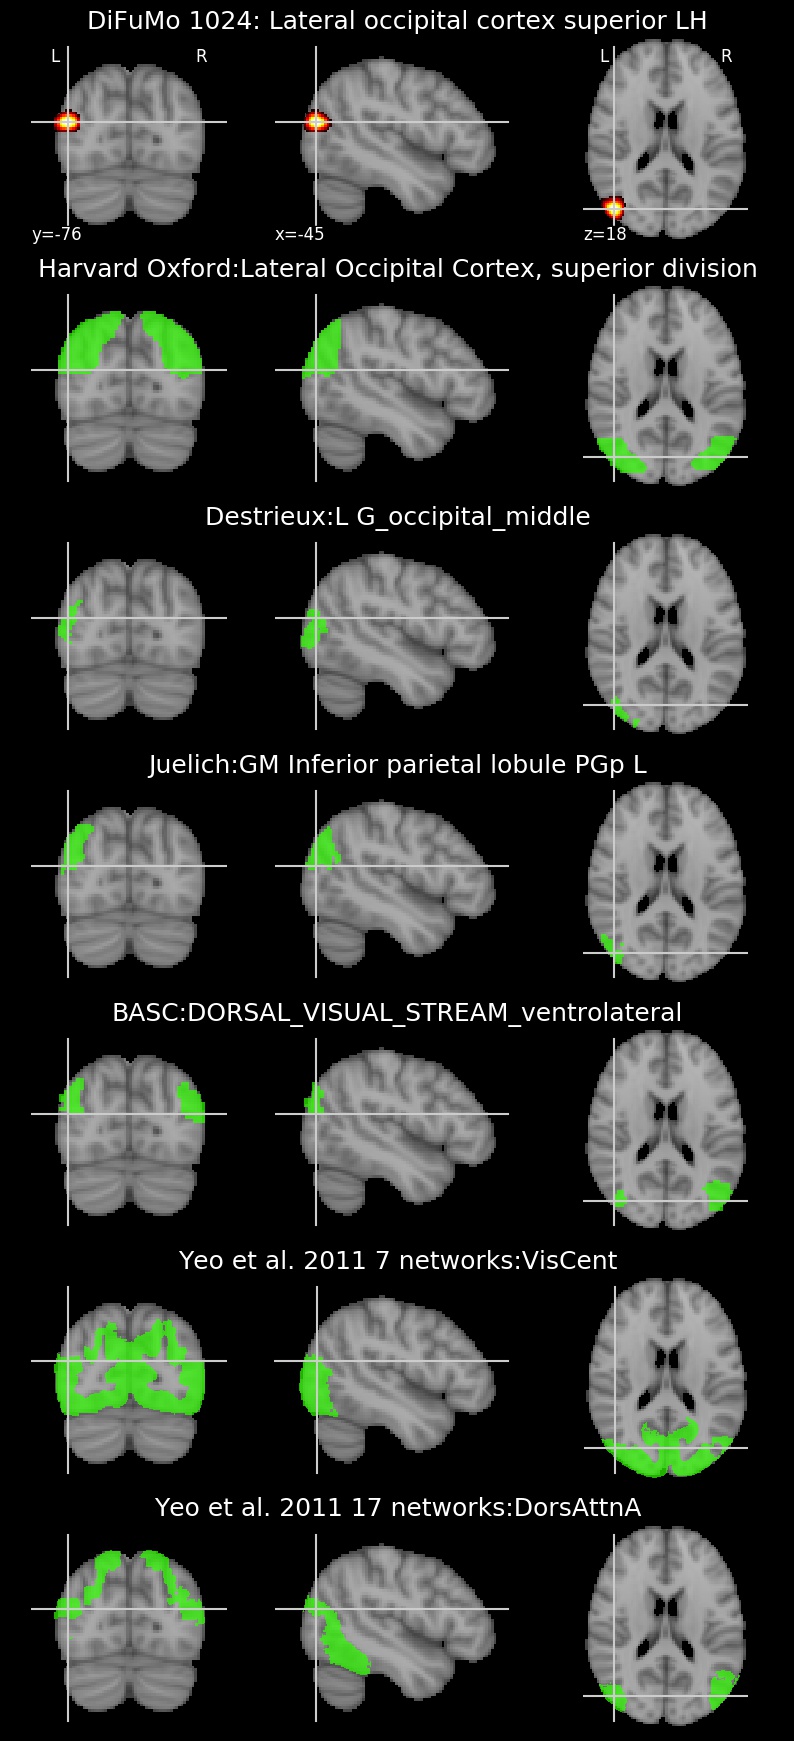 DiFuMo 1024: Lateral occipital cortex superior LH
L R L R
y=-76 x=-45 z=18
Harvard Oxford:Lateral Occipital Cortex, superior division
Destrieux:L G_occipital_middle
Juelich:GM Inferior parietal lobule PGp L
BASC:DORSAL_VISUAL_STREAM_ventrolateral
Yeo et al. 2011 7 networks:VisCent
Yeo et al. 2011 17 networks:DorsAttnA